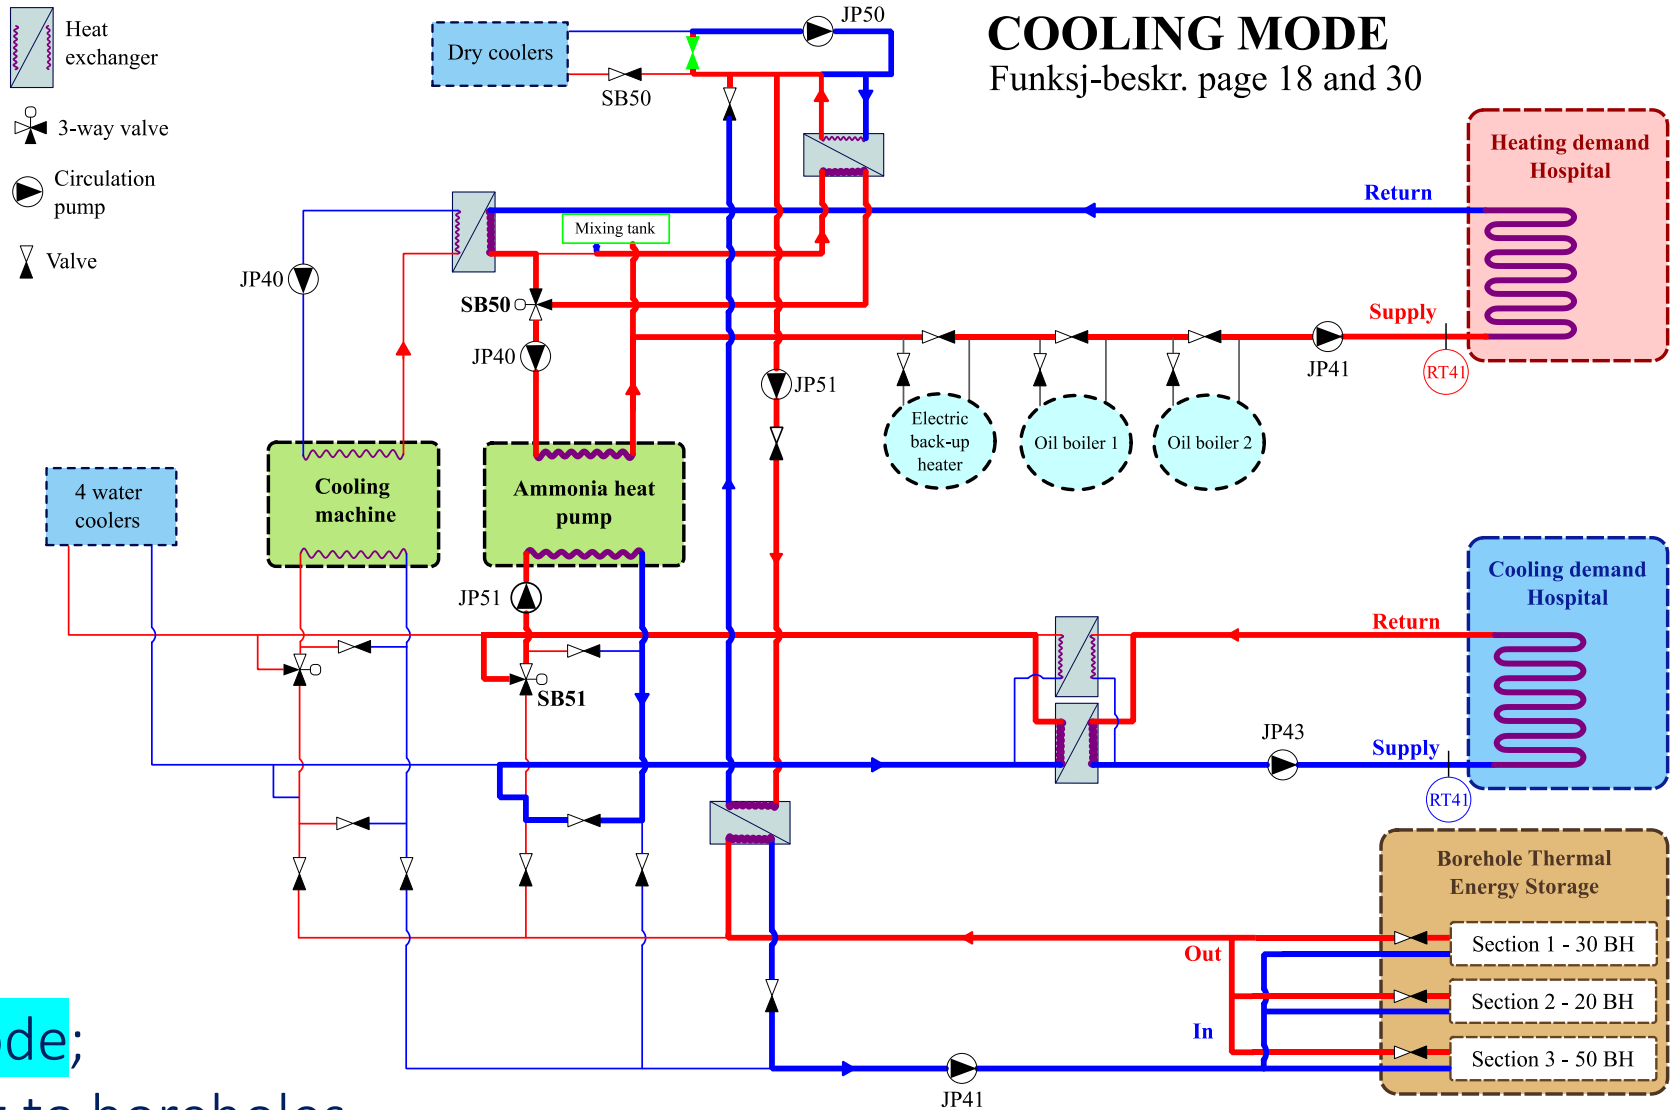 Heat
exchanger
3-way valve
Circulation
pump
Valve
COOLING MODE
Funksj-beskr. page 18 and 30
Dry coolers
JP50
SB50
Mixing tank
JP40
SB50
JP40
JP51
Heating demand
Hospital
Return
Supply
JP41
RT41
Electric
back-up
heater
Oil boiler 1
Oil boiler 2
4 water
coolers
Cooling
machine
Ammonia heat
pump
JP51
SB51
Cooling demand
Hospital
Return
Supply
JP43
RT41
Borehole Thermal
Energy Storage
Section 1 - 30 BH
Section 2 - 20 BH
Section 3 - 50 BH
Out
In
JP41
ode;
to boreholes